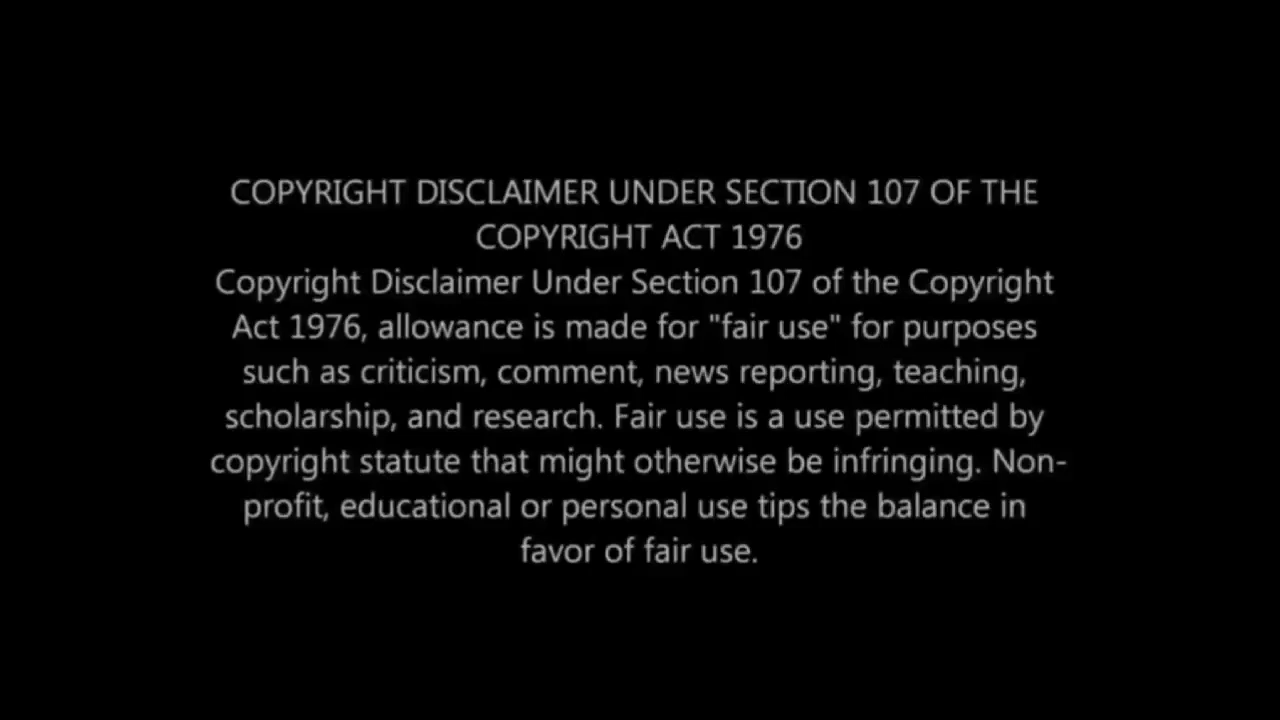 COPYRIGHT DISCLAIMER UNDER SECTION 107 OF THE
COPYRIGHT ACT 1976
Copyright Disclaimer Under Section 107 of the Copyright
Act 1976, allowance is made for "fair use" for purposes
such as criticism, comment, news reporting, teaching,
scholarship, and research. Fair use is a use permitted by
copyright statute that might otherwise be infringing. Non-
profit, educational or personal use tips the balance in
favor of fair use.